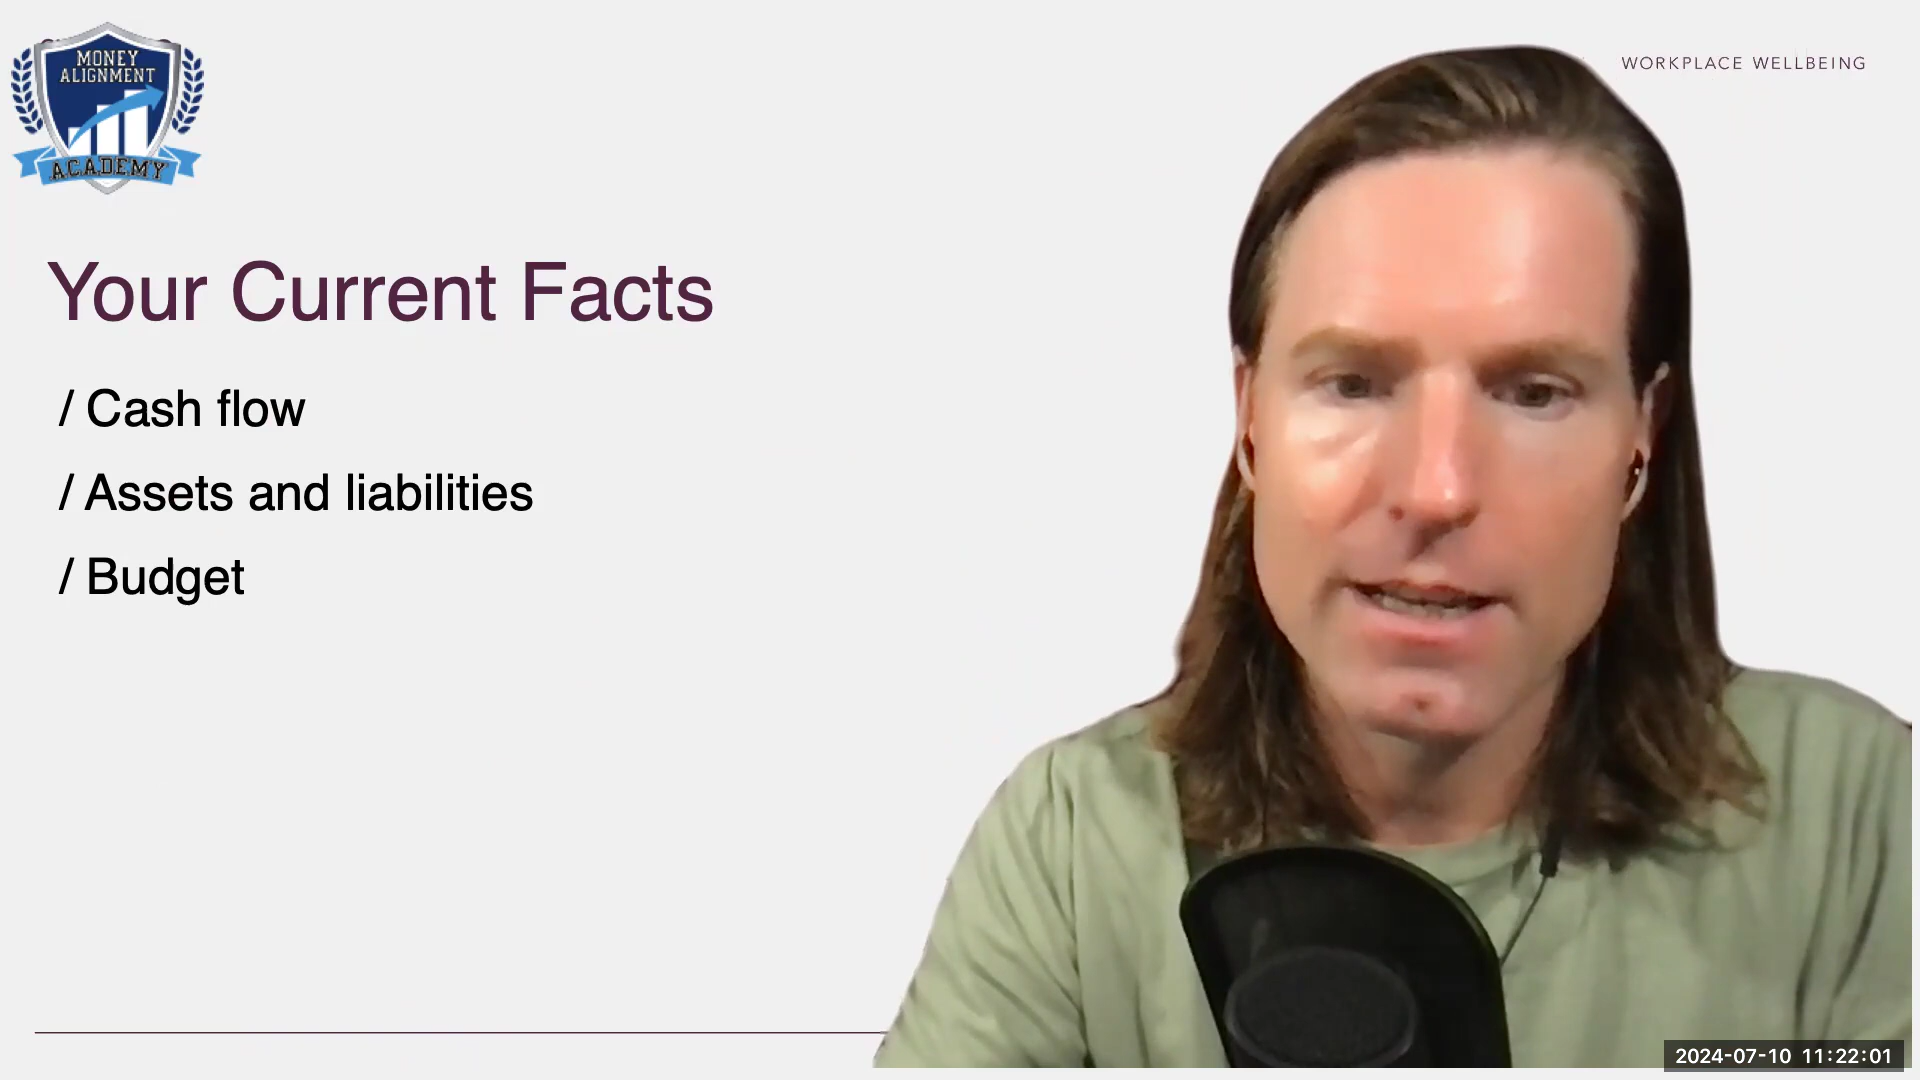 MONEY
ALIGNMENT
ACADEMY
WORKPLACE WELLBEING
Your Current Facts
/ Cash flow
/ Assets and liabilities
/ Budget
2024-07-10 11:22:01